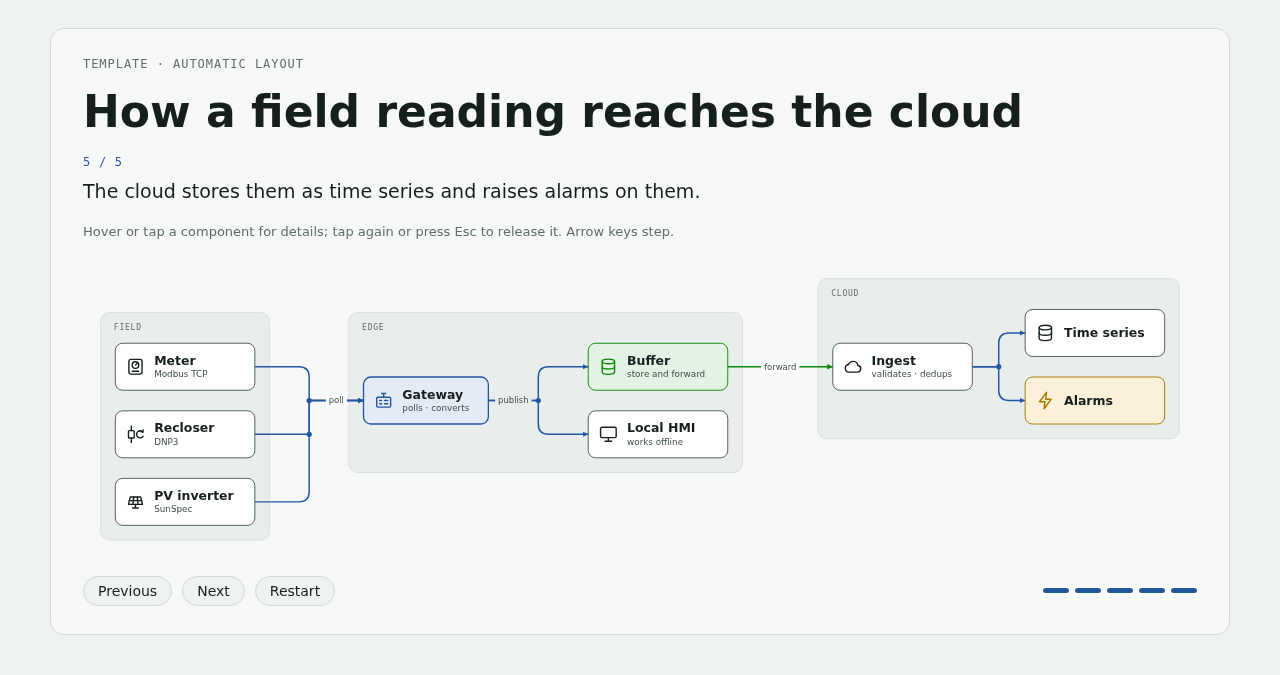 TEMPLATE · AUTOMATIC LAYOUT
How a field reading reaches the cloud
5 / 5
The cloud stores them as time series and raises alarms on them.
Hover or tap a component for details; tap again or press Esc to release it. Arrow keys step.
FIELD
Meter
Modbus TCP
Recloser
DNP3
PV inverter
SunSpec
poll
EDGE
Gateway
polls · converts
publish
Buffer
store and forward
Local HMI
works offline
forward
CLOUD
Ingest
validates · dedups
Time series
Alarms
Previous
Next
Restart